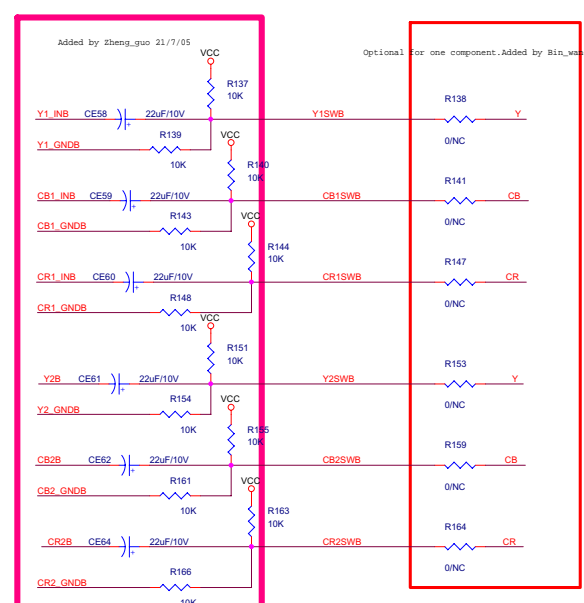 Added by Zheng_guo 21/7/05
Optional for one component.Added by Bin_wan
VCC
R137
10K
R138
Y1_INB CE58 22uF/10V Y1SWB Y
+
R139
VCC
0/NC
Y1_GNDB
10K
R140
10K
R141
CB1_INB CE59 22uF/10V CB1SWB CB
+
R143
VCC
0/NC
CB1_GNDB
10K
R144
10K
R147
CR1_INB CE60 22uF/10V CR1SWB CR
+
R148
0/NC
CR1_GNDB
10K
VCC
R151
10K
R153
Y2B CE61 22uF/10V Y2SWB Y
+
R154
VCC
0/NC
Y2_GNDB
10K
R155
10K
R159
CB2B CE62 22uF/10V CB2SWB CB
+
R161
VCC
0/NC
CB2_GNDB
10K
R163
10K
R164
CR2B CE64 22uF/10V CR2SWB CR
+
R166
0/NC
CR2_GNDB
10K